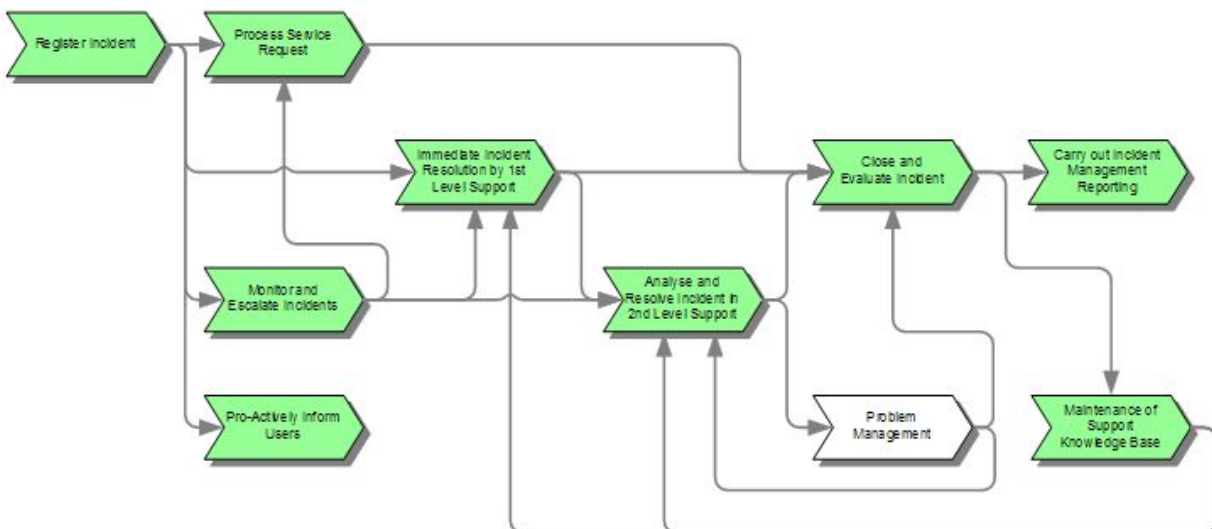 Register Incident
Process Service
Request
Immediate Incident
Resolution by 1st
Level Support
Close and
Evaluate Incident
Carry out Incident
Management
Reporting
Monitor and
Escalate Incidents
Analyse and
Resolve Incident in
2nd Level Support
Pro-Actively Inform
Users
Problem
Management
Maintenance of
Support
Knowledge Base